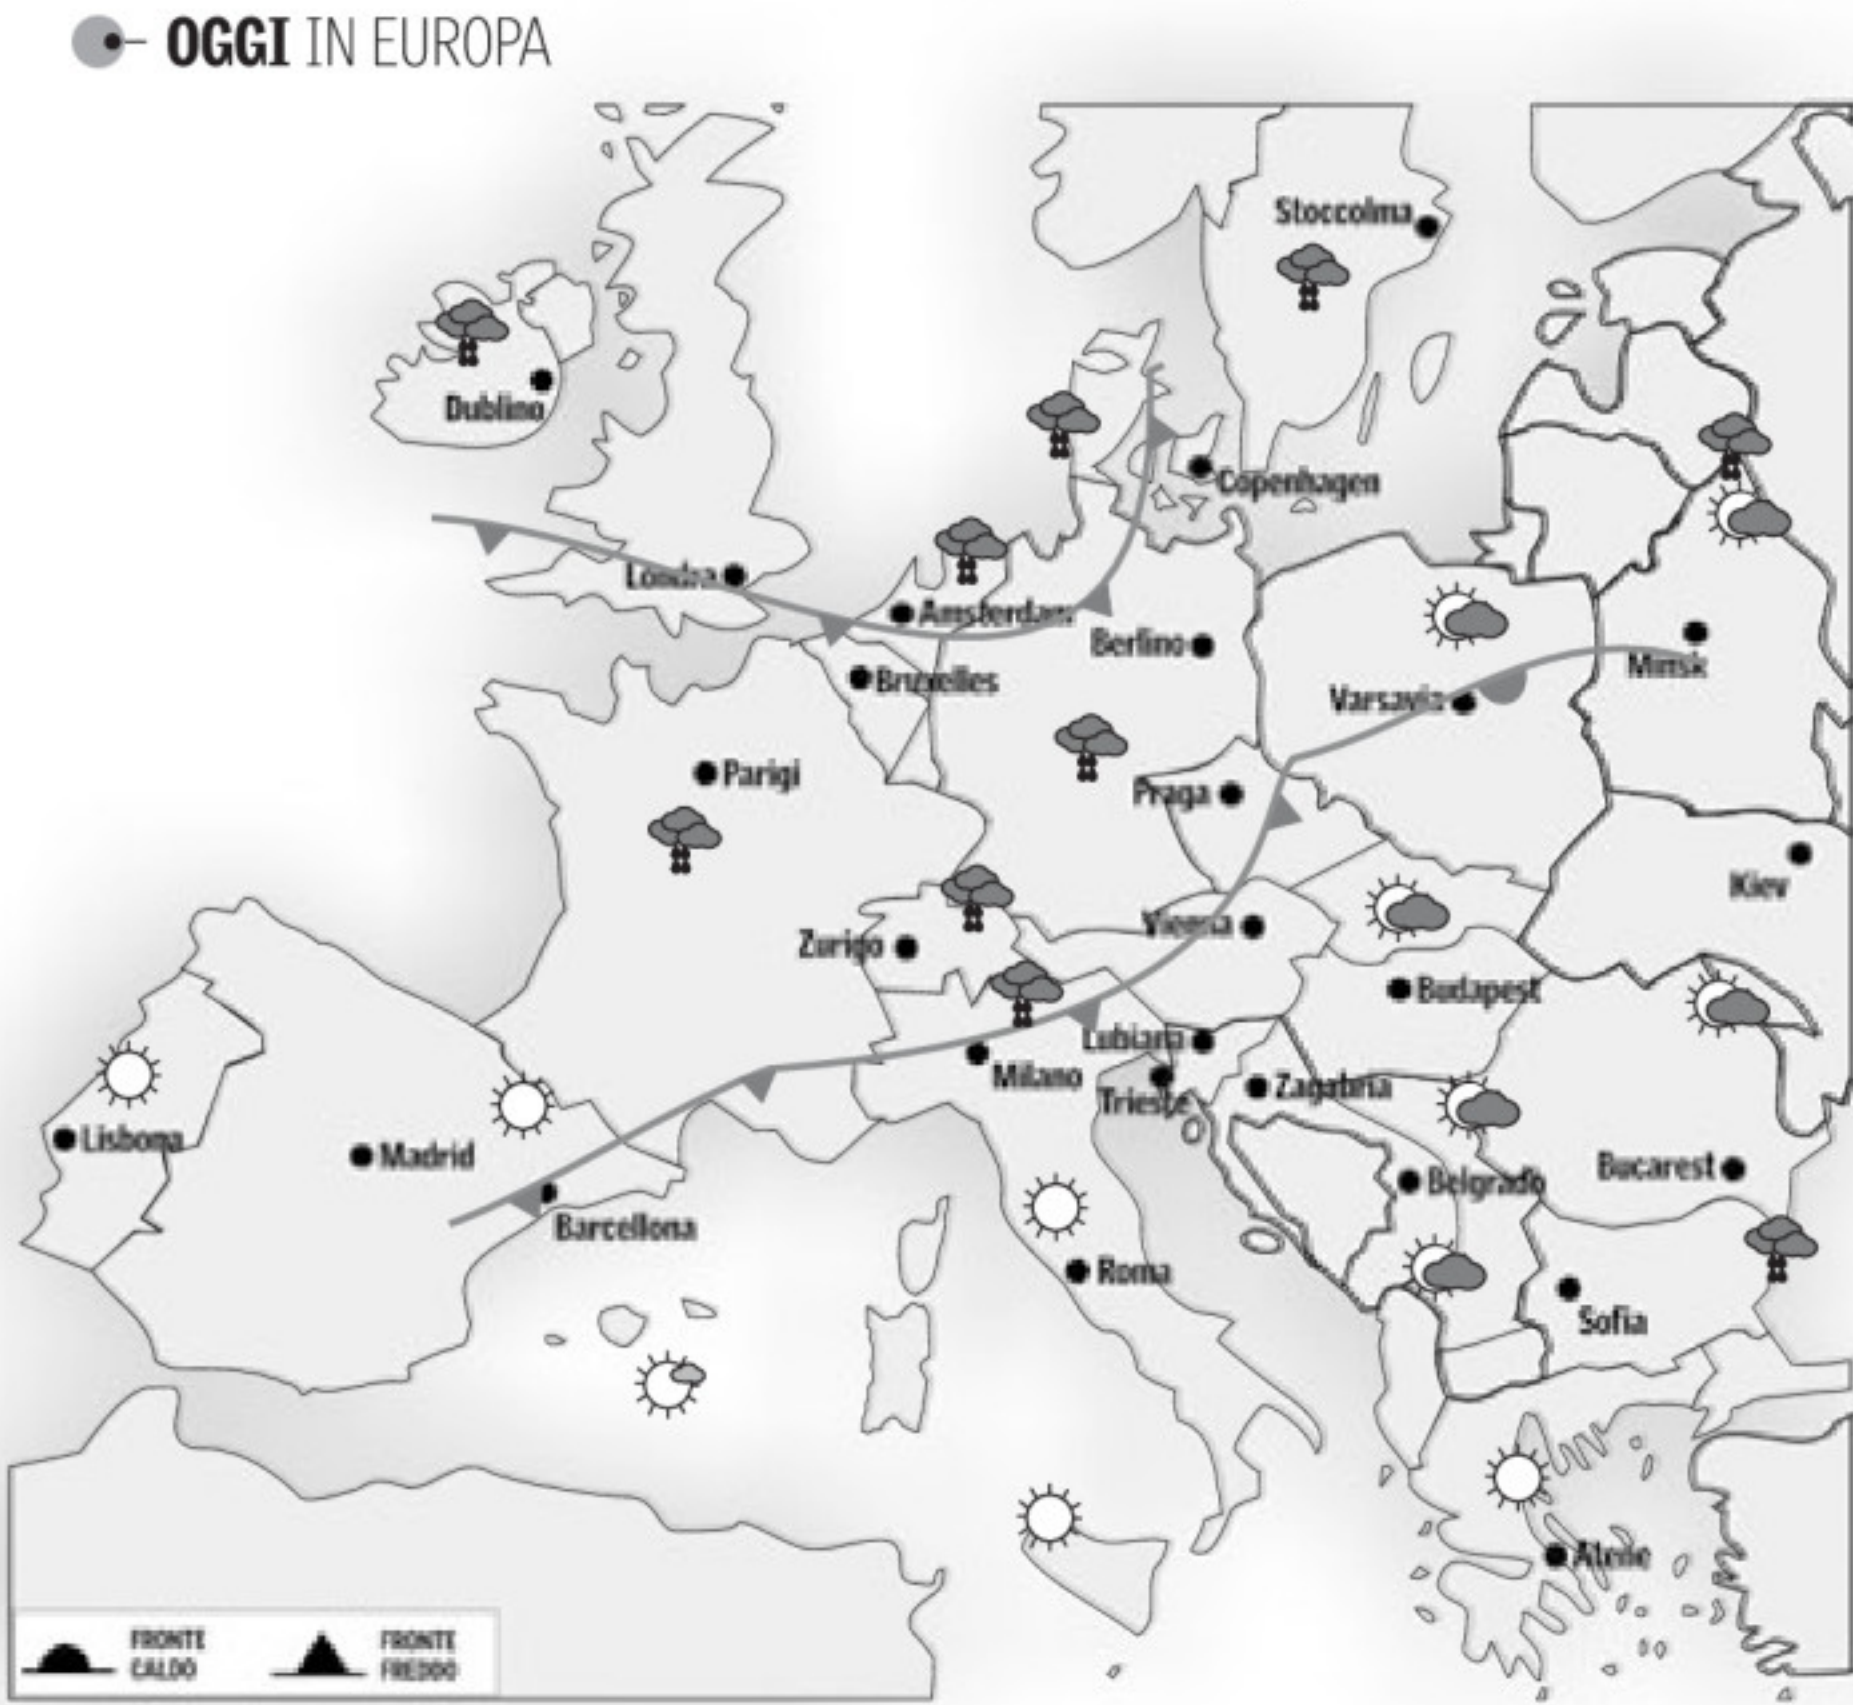 OGGI IN EUROPA
Stoccolma
Dublino
Copenhagen
Londra
Amsterdam
Berlino
Minsk
Bruxelles
Varsavia
Parigi
Praga
Kiev
Vienna
Zurigo
Budapest
Lubiana
Milano
Zagabria
Trieste
Lisbona
Madrid
Bucarest
Belgrado
Barcellona
Roma
Sofia
Atene
FRONTE
CALDO
FRONTE
FREDDO